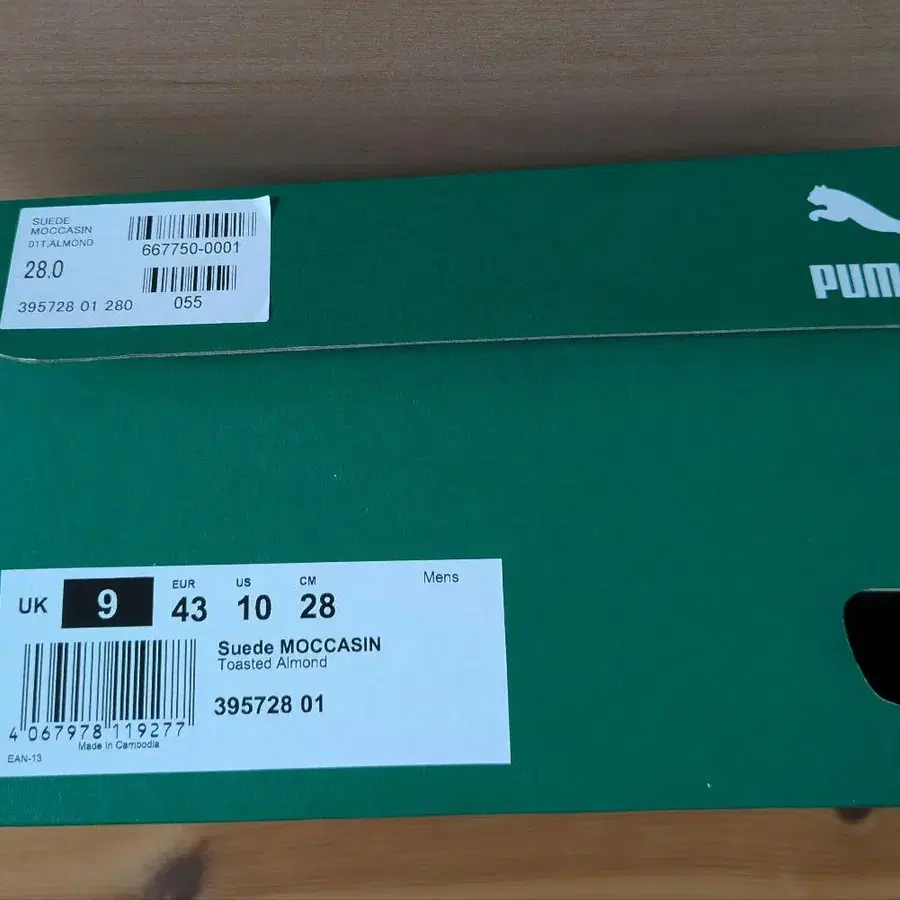 SUEDE
MOCCASIN
01T.ALMOND
667750-0001
28.0
395728 01 280
055
PUM
UK 9 EUR 43 US 10 CM 28 Mens
Suede MOCCASIN
Toasted Almond
395728 01
4 067978 119277
Made in Cambodia
EAN-13